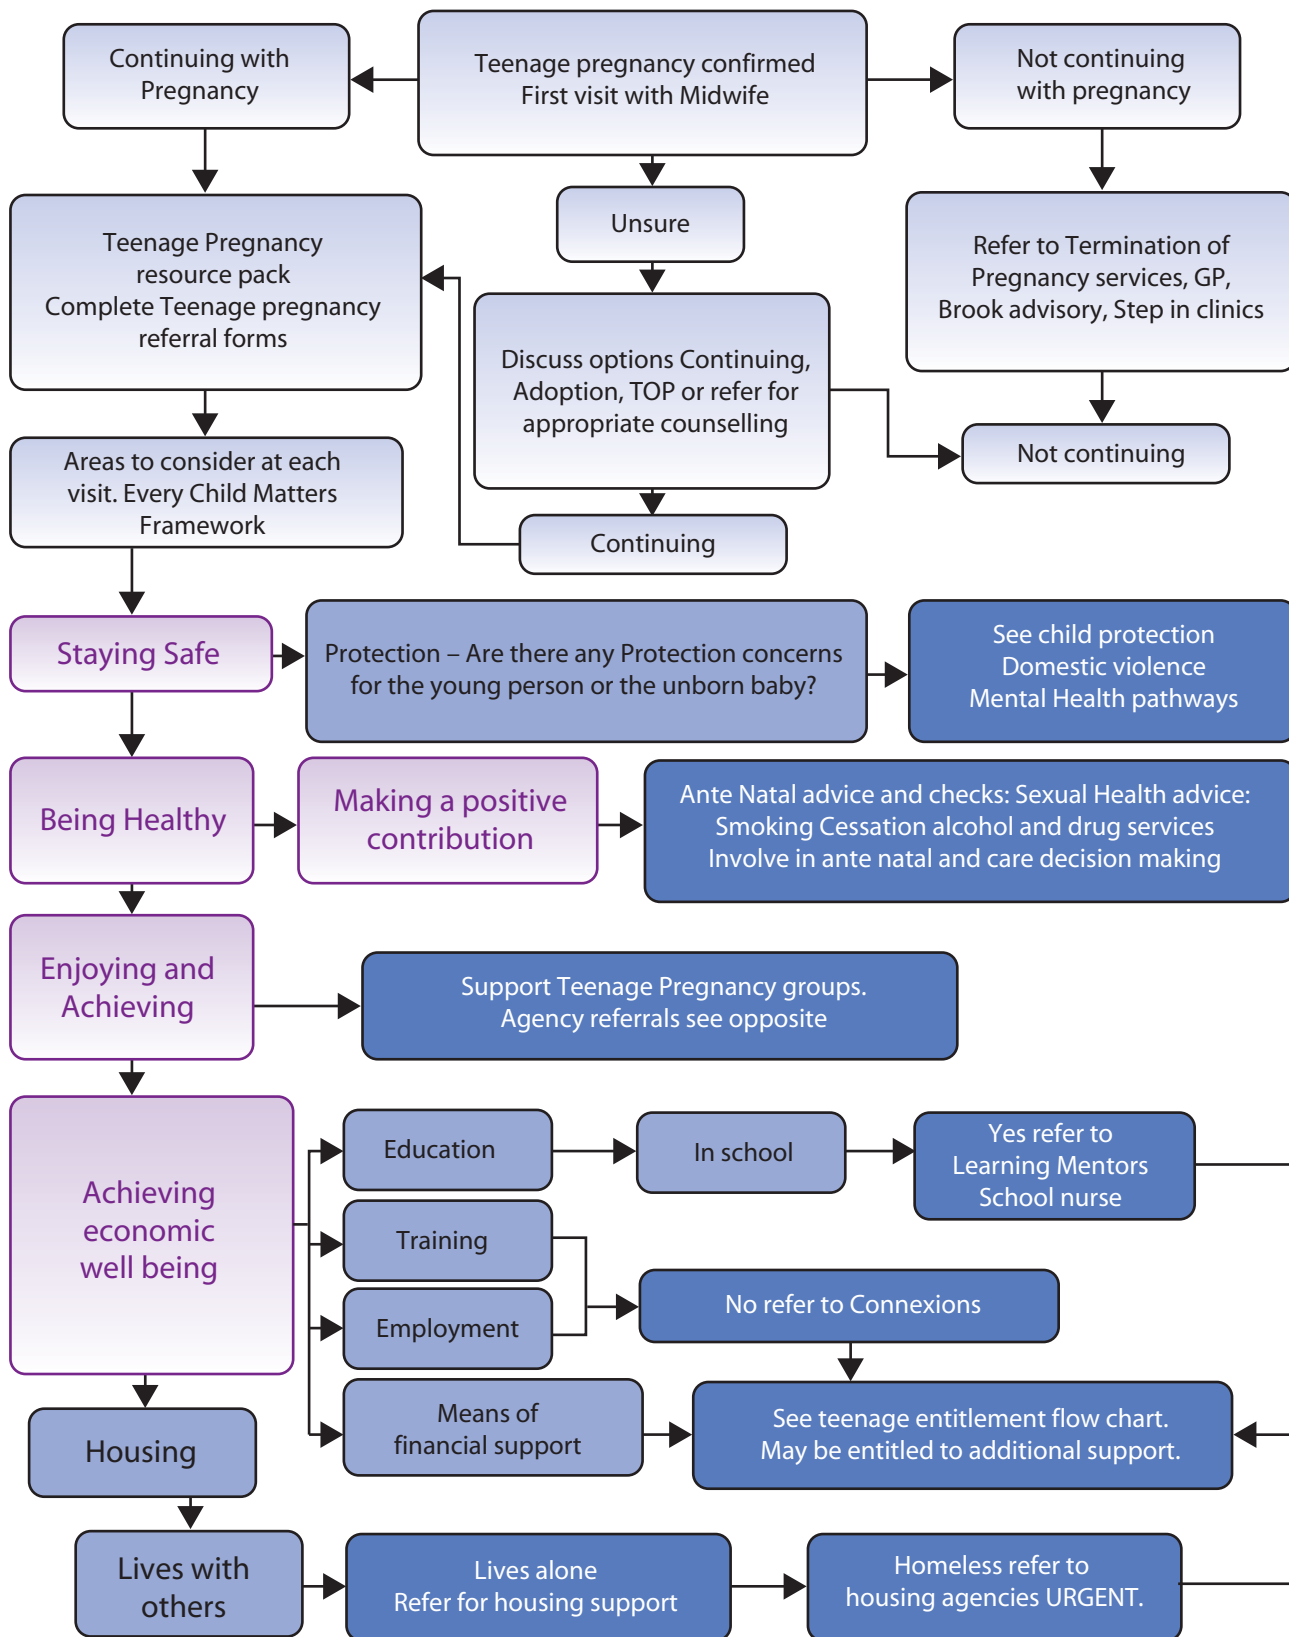 Continuing with
Pregnancy
Teenage pregnancy confirmed
First visit with Midwife
Not continuing
with pregnancy
Teenage Pregnancy
resource pack
Complete Teenage pregnancy
referral forms
Unsure
Refer to Termination of
Pregnancy services, GP,
Brook advisory, Step in clinics
Discuss options Continuing,
Adoption, TOP or refer for
appropriate counselling
Not continuing
Areas to consider at each
visit. Every Child Matters
Framework
Continuing
Staying Safe
Protection – Are there any Protection concerns
for the young person or the unborn baby?
See child protection
Domestic violence
Mental Health pathways
Being Healthy
Making a positive
contribution
Ante Natal advice and checks: Sexual Health advice:
Smoking Cessation alcohol and drug services
Involve in ante natal and care decision making
Enjoying and
Achieving
Support Teenage Pregnancy groups.
Agency referrals see opposite
Achieving
economic
well being
Education
In school
Yes refer to
Learning Mentors
School nurse
Training
Employment
No refer to Connexions
Means of
financial support
See teenage entitlement flow chart.
May be entitled to additional support.
Housing
Lives with
others
Lives alone
Refer for housing support
Homeless refer to
housing agencies URGENT.